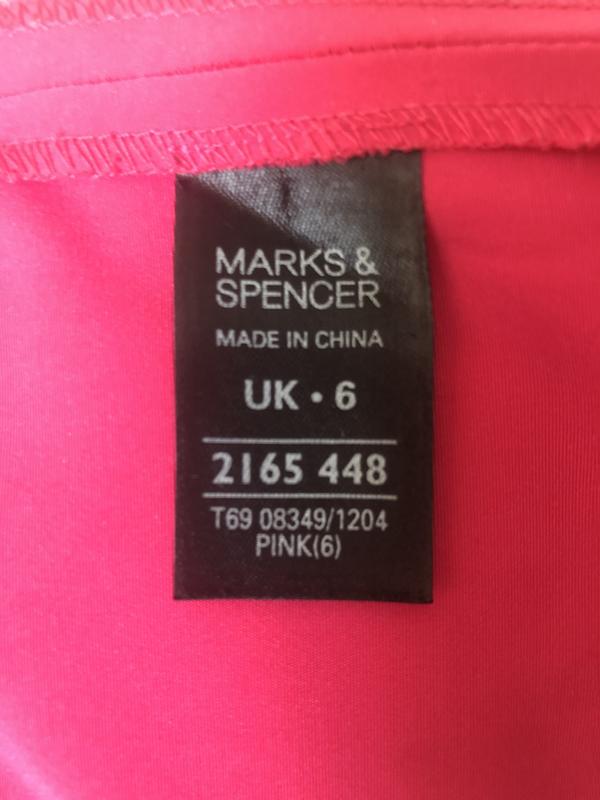 MARKS &
SPENCER
MADE IN CHINA
UK • 6
2165 448
T69 08349/1204
PINK(6)